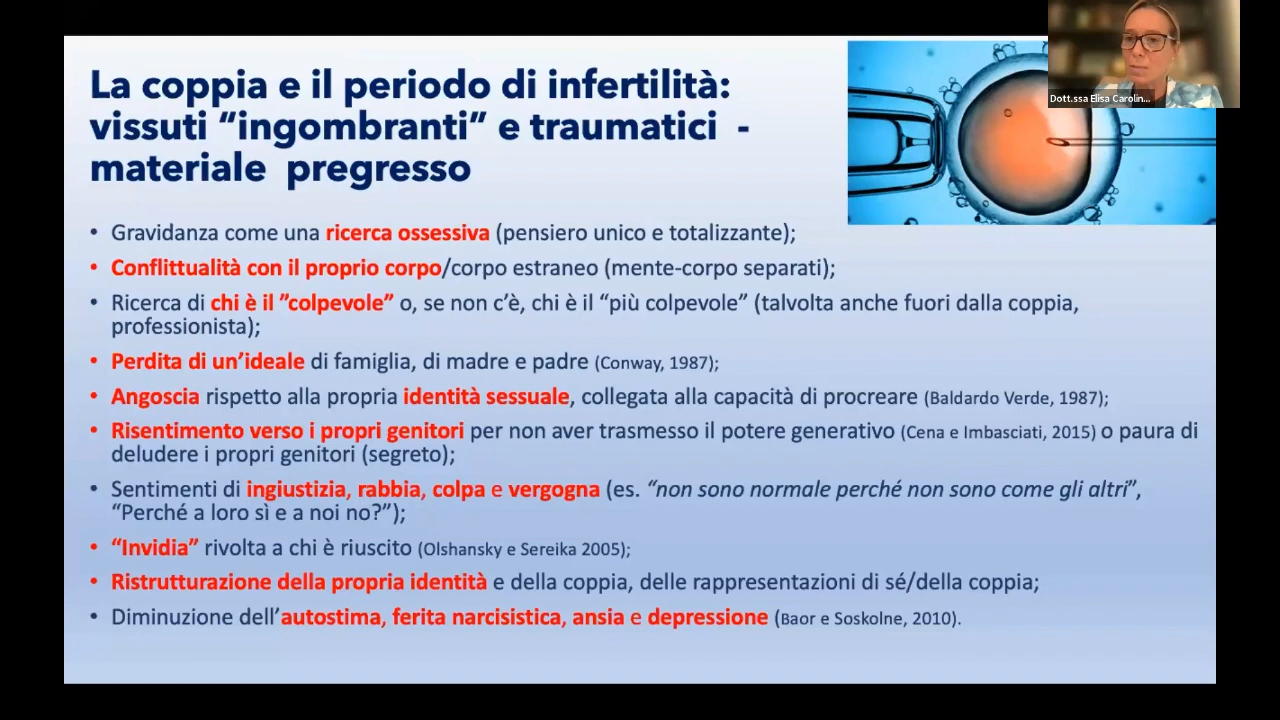 La coppia e il periodo di infertilità:
vissuti “ingombranti” e traumatici -
materiale pregresso
Dott.ssa Elisa Carolin...
• Gravidanza come una ricerca ossessiva (pensiero unico e totalizzante);
• Conflittualità con il proprio corpo/corpo estraneo (mente-corpo separati);
• Ricerca di chi è il ”colpevole” o, se non c’è, chi è il “più colpevole” (talvolta anche fuori dalla coppia,
professionista);
• Perdita di un’ideale di famiglia, di madre e padre (Conway, 1987);
• Angoscia rispetto alla propria identità sessuale, collegata alla capacità di procreare (Baldardo Verde, 1987);
• Risentimento verso i propri genitori per non aver trasmesso il potere generativo (Cena e Imbasciati, 2015) o paura di
deludere i propri genitori (segreto);
• Sentimenti di ingiustizia, rabbia, colpa e vergogna (es. “non sono normale perché non sono come gli altri”,
“Perché a loro sì e a noi no?”);
• “Invidia” rivolta a chi è riuscito (Olshansky e Sereika 2005);
• Ristrutturazione della propria identità e della coppia, delle rappresentazioni di sé/della coppia;
• Diminuzione dell’autostima, ferita narcisistica, ansia e depressione (Baor e Soskolne, 2010).